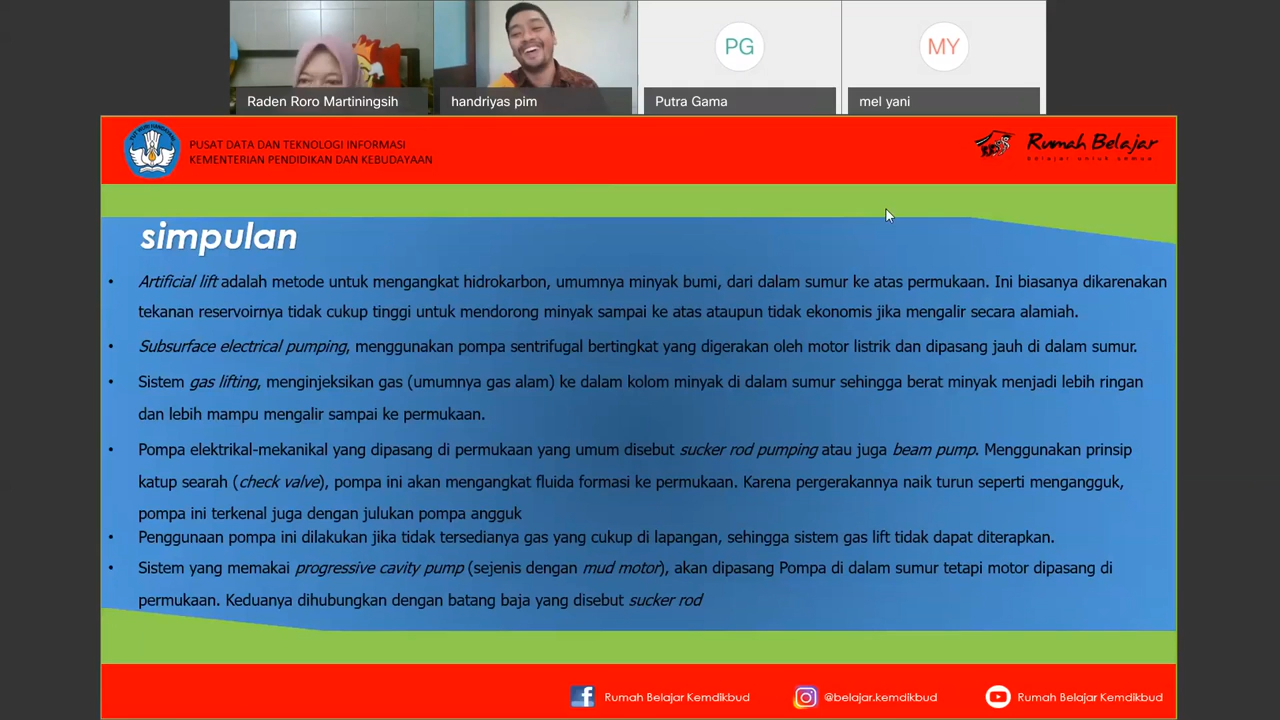 Raden Roro Martiningsih
handriyas pim
PG
Putra Gama
MY
mel yani
PUSAT DATA DAN TEKNOLOGI INFORMASI
KEMENTERIAN PENDIDIKAN DAN KEBUDAYAAN
Rumah Belajar
belajar untuk semua
simpulan
• Artificial lift adalah metode untuk mengangkat hidrokarbon, umumnya minyak bumi, dari dalam sumur ke atas permukaan. Ini biasanya dikarenakan
tekanan reservoirnya tidak cukup tinggi untuk mendorong minyak sampai ke atas ataupun tidak ekonomis jika mengalir secara alamiah.
• Subsurface electrical pumping, menggunakan pompa sentrifugal bertingkat yang digerakan oleh motor listrik dan dipasang jauh di dalam sumur.
• Sistem gas lifting, menginjeksikan gas (umumnya gas alam) ke dalam kolom minyak di dalam sumur sehingga berat minyak menjadi lebih ringan
dan lebih mampu mengalir sampai ke permukaan.
• Pompa elektrikal-mekanikal yang dipasang di permukaan yang umum disebut sucker rod pumping atau juga beam pump. Menggunakan prinsip
katup searah (check valve), pompa ini akan mengangkat fluida formasi ke permukaan. Karena pergerakannya naik turun seperti mengangguk,
pompa ini terkenal juga dengan julukan pompa angguk
• Penggunaan pompa ini dilakukan jika tidak tersedianya gas yang cukup di lapangan, sehingga sistem gas lift tidak dapat diterapkan.
• Sistem yang memakai progressive cavity pump (sejenis dengan mud motor), akan dipasang Pompa di dalam sumur tetapi motor dipasang di
permukaan. Keduanya dihubungkan dengan batang baja yang disebut sucker rod
Rumah Belajar Kemdikbud
@belajar.kemdikbud
Rumah Belajar Kemdikbud